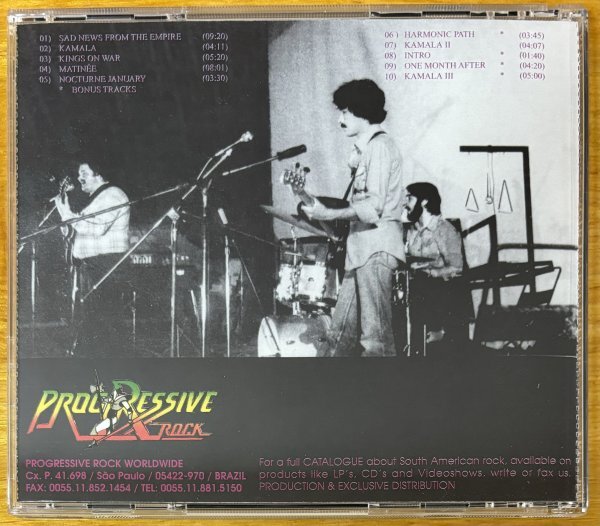 01) SAD NEWS FROM THE EMPIRE (09:20)
02) KAMALA (04:11)
03) KINGS ON WAR (05:20)
04) MATINÉE (08:01)
05) NOCTURNE JANUARY (03:30)
* BONUS TRACKS
06) HARMONIC PATH * (03:45)
07) KAMALA II * (04:07)
08) INTRO * (01:40)
09) ONE MONTH AFTER * (04:20)
10) KAMALA III * (05:00)
PROGRESSIVE
ROCK
PROGRESSIVE ROCK WORLDWIDE
Cx. P. 41.698 / São Paulo / 05422-970 / BRAZIL
FAX: 0055.11.852.1454 / TEL: 0055.11.881.5150
For a full CATALOGUE about South American rock, available on
products like LP's, CD's and Videoshows, write or fax us.
PRODUCTION & EXCLUSIVE DISTRIBUTION